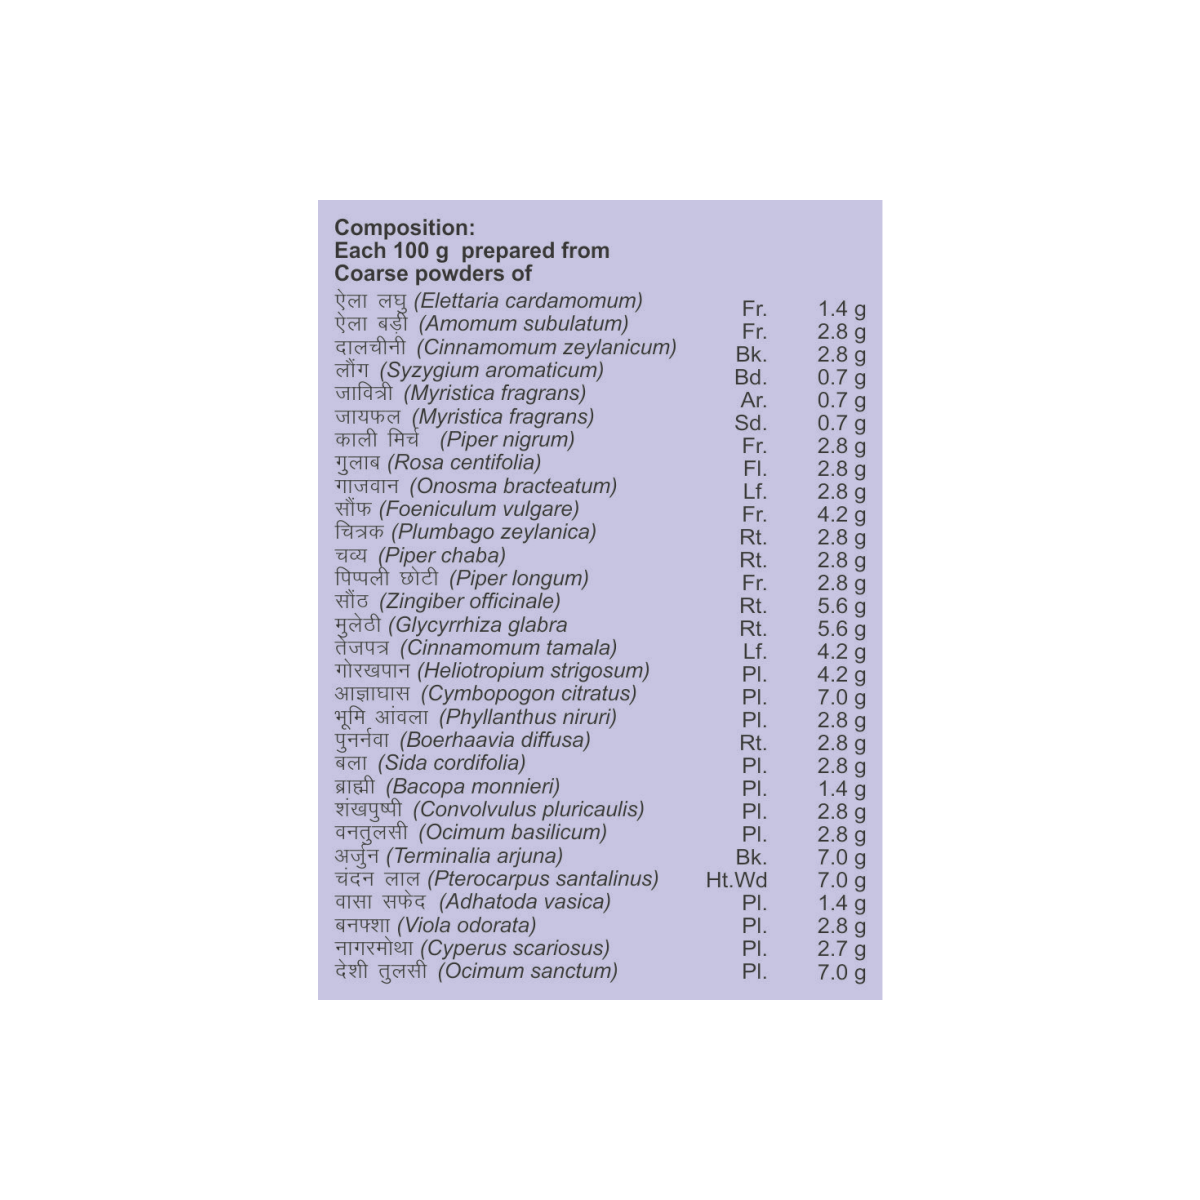 Composition:
Each 100 g prepared from
Coarse powders of
ऐला लघु (Elettaria cardamomum) Fr. 1.4 g
ऐला बड़ी (Amomum subulatum) Fr. 2.8 g
दालचीनी (Cinnamomum zeylanicum) Bk. 2.8 g
लौंग (Syzygium aromaticum) Bd. 0.7 g
जावित्री (Myristica fragrans) Ar. 0.7 g
जायफल (Myristica fragrans) Sd. 0.7 g
काली मिर्च (Piper nigrum) Fr. 2.8 g
गुलाब (Rosa centifolia) Fl. 2.8 g
गाजवान (Onosma bracteatum) Lf. 2.8 g
सौंफ (Foeniculum vulgare) Fr. 4.2 g
चित्रक (Plumbago zeylanica) Rt. 2.8 g
चव्य (Piper chaba) Rt. 2.8 g
पिप्पली छोटी (Piper longum) Fr. 2.8 g
सौंठ (Zingiber officinale) Rt. 5.6 g
मुलेठी (Glycyrrhiza glabra Rt. 5.6 g
तेजपत्र (Cinnamomum tamala) Lf. 4.2 g
गोरखपान (Heliotropium strigosum) Pl. 4.2 g
आज्ञाघास (Cymbopogon citratus) Pl. 7.0 g
भूमि आंवला (Phyllanthus niruri) Pl. 2.8 g
पुनर्नवा (Boerhaavia diffusa) Rt. 2.8 g
बला (Sida cordifolia) Pl. 2.8 g
ब्राह्मी (Bacopa monnieri) Pl. 1.4 g
शंखपुष्पी (Convolvulus pluricaulis) Pl. 2.8 g
वनतुलसी (Ocimum basilicum) Pl. 2.8 g
अर्जुन (Terminalia arjuna) Bk. 7.0 g
चंदन लाल (Pterocarpus santalinus) Ht.Wd 7.0 g
वासा सफेद (Adhatoda vasica) Pl. 1.4 g
बनफ्शा (Viola odorata) Pl. 2.8 g
नागरमोथा (Cyperus scariosus) Pl. 2.7 g
देशी तुलसी (Ocimum sanctum) Pl. 7.0 g